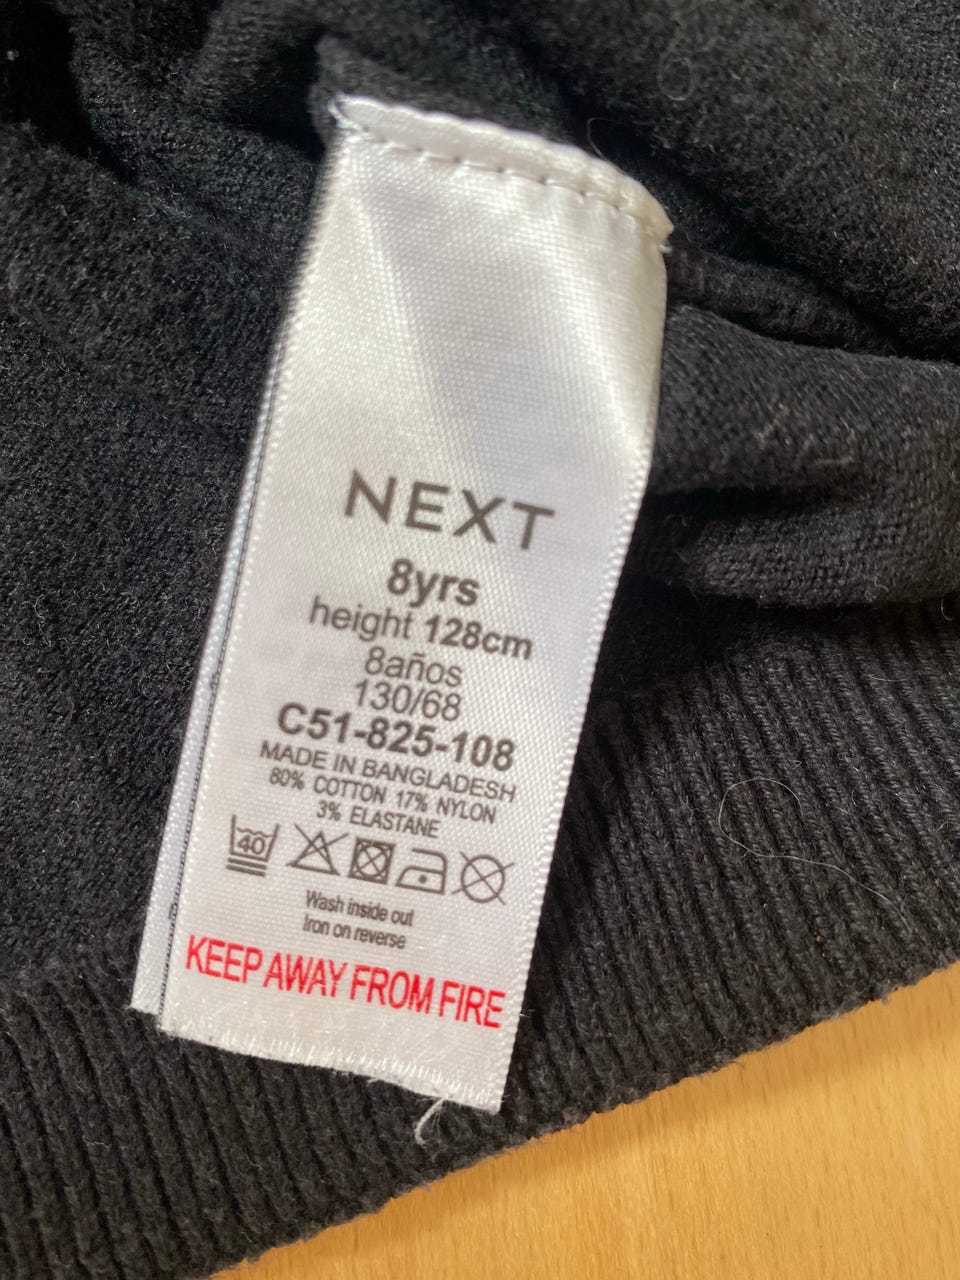 NEXT
8yrs
height 128cm
8años
130/68
C51-825-108
MADE IN BANGLADESH
80% COTTON 17% NYLON
3% ELASTANE
40
Wash inside out
Iron on reverse
KEEP AWAY FROM FIRE